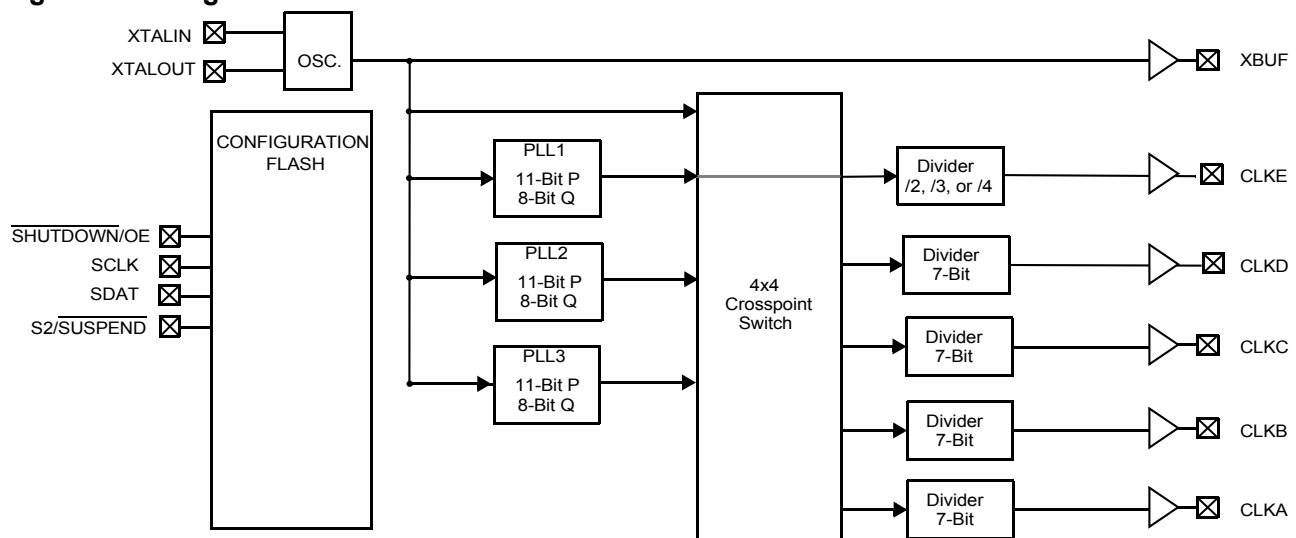 XTALIN
XTALOUT
OSC.
XBUF
CONFIGURATION
FLASH
SHUTDOWN/OE
SCLK
SDAT
S2/SUSPEND
PLL1
11-Bit P
8-Bit Q
PLL2
11-Bit P
8-Bit Q
PLL3
11-Bit P
8-Bit Q
4x4
Crosspoint
Switch
Divider
/2, /3, or /4
CLKE
Divider
7-Bit
CLKD
Divider
7-Bit
CLKC
Divider
7-Bit
CLKB
Divider
7-Bit
CLKA